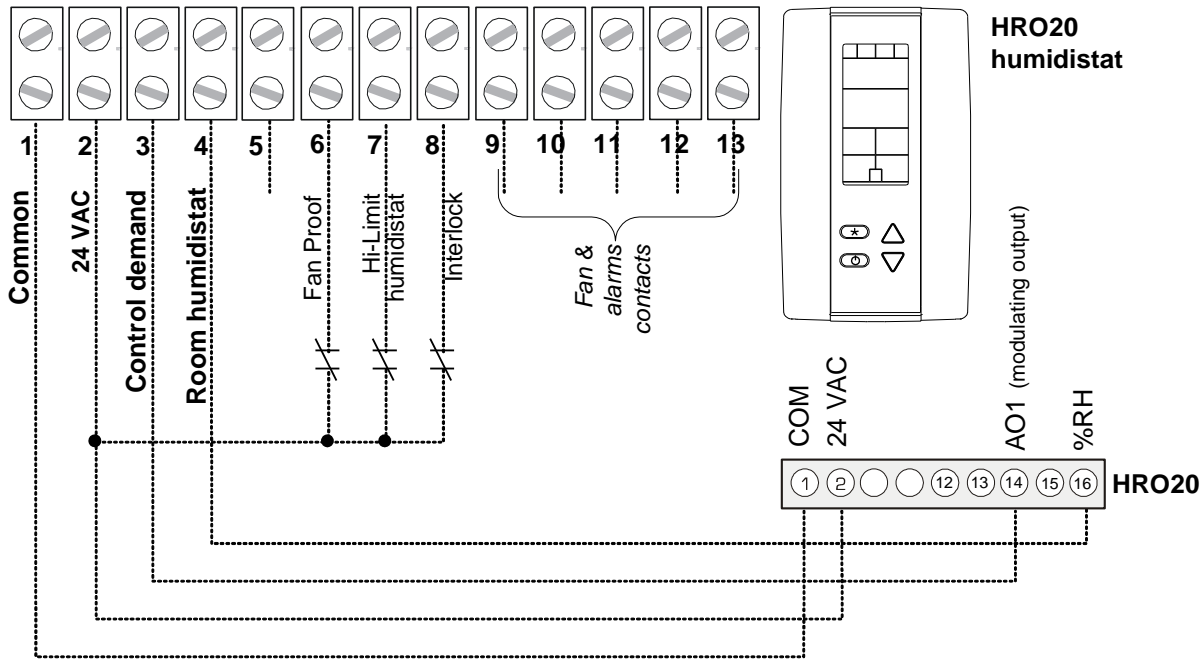 HRO20
humidistat
1 2 3 4 5 6 7 8 9 10 11 12 13
Common
24 VAC
Control demand
Room humidistat
Fan Proof
Hi-Limit
humidistat
Interlock
Fan &
alarms
contacts
COM
24 VAC
AO1 (modulating output)
%RH
1 2 12 13 14 15 16
HRO20